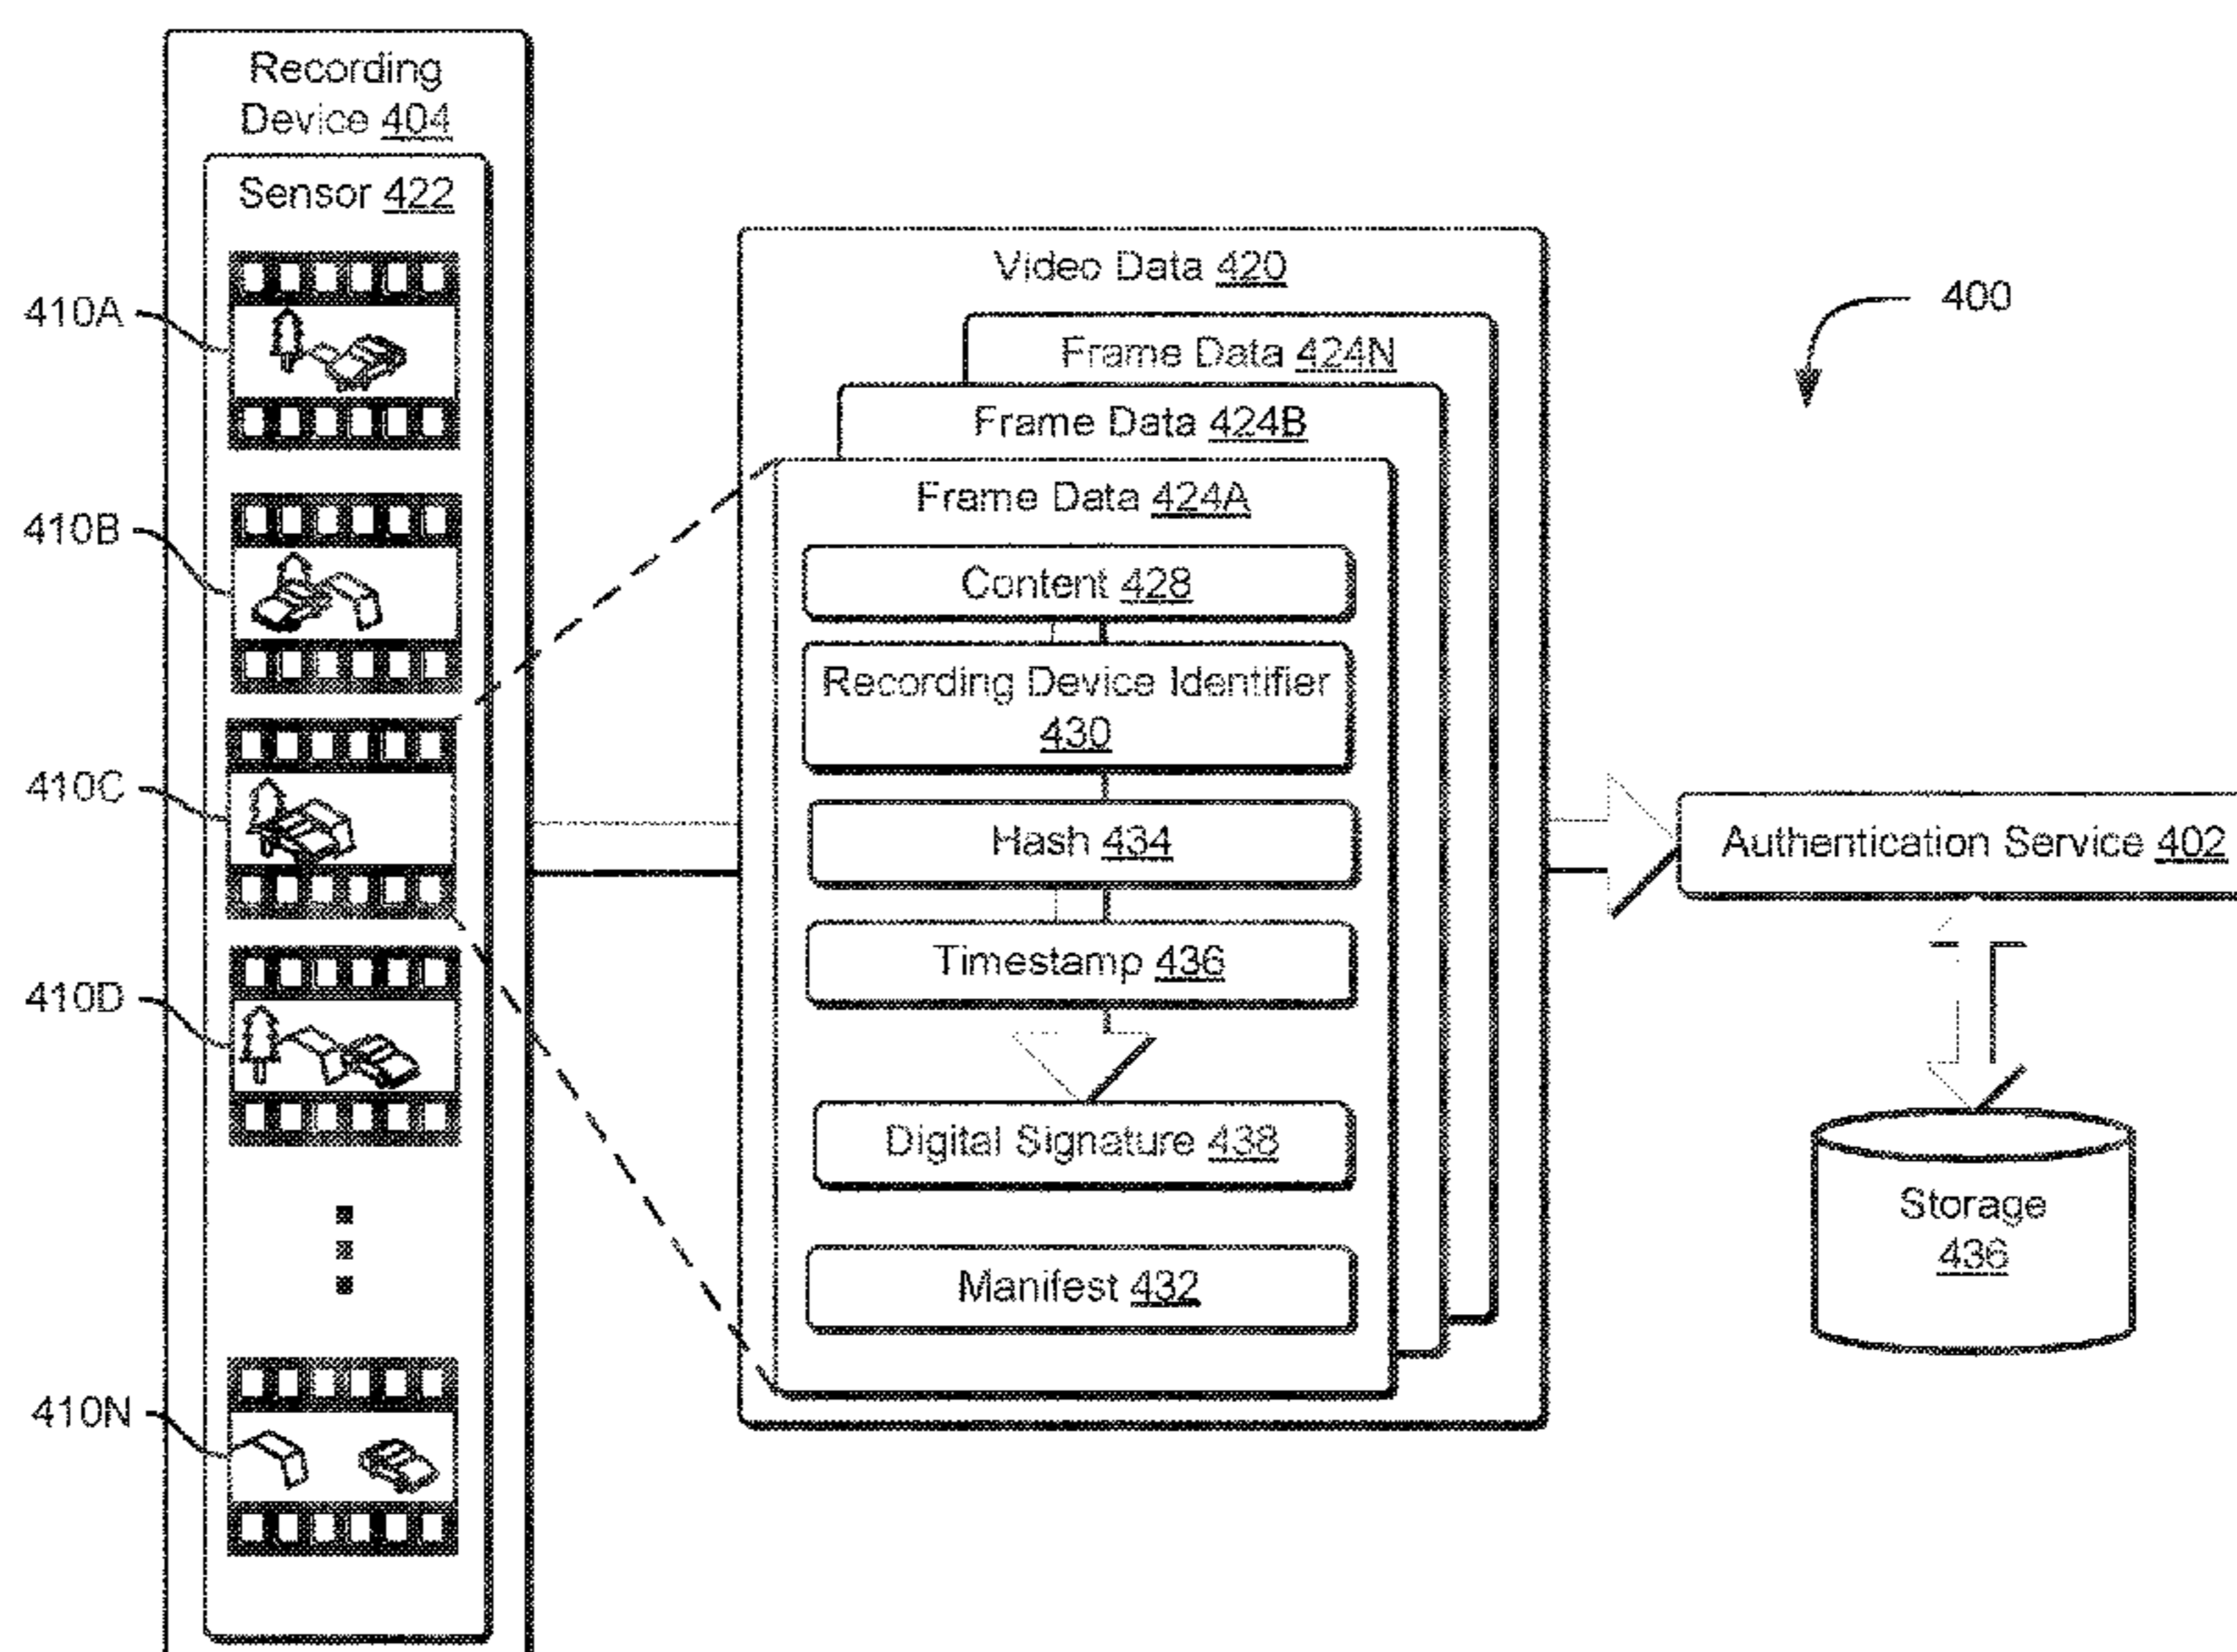 Recording
Device 404
Sensor 422
410A
410B
410C
410D
410N
Video Data 420
Frame Data 424N
Frame Data 424B
Frame Data 424A
Content 428
Recording Device Identifier
430
Hash 434
Timestamp 436
Digital Signature 438
Manifest 432
400
Authentication Service 402
Storage
436